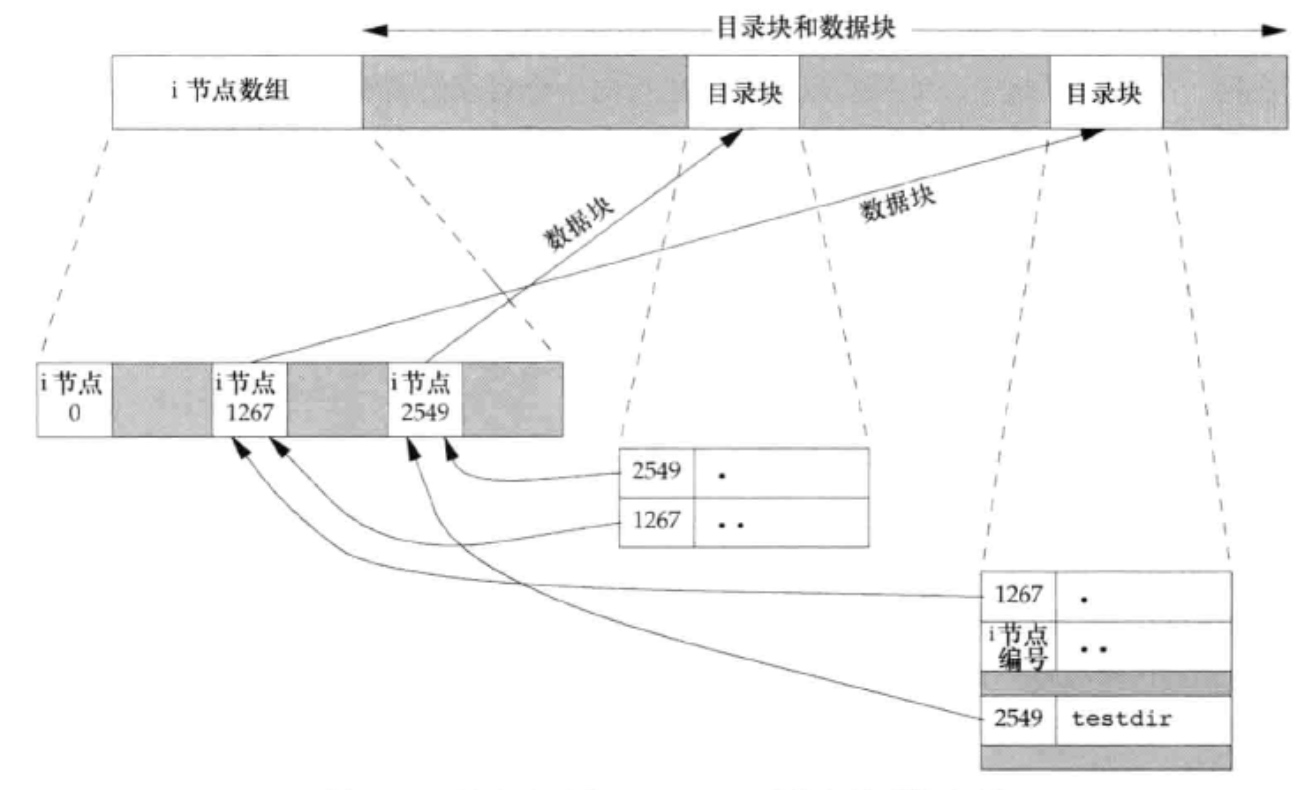 目录块和数据块
i 节点数组
目录块
目录块
数据块
数据块
i 节点
0
i 节点
1267
i 节点
2549
2549 .
1267 ..
1267 .
i 节点
编号 ..
2549 testdir